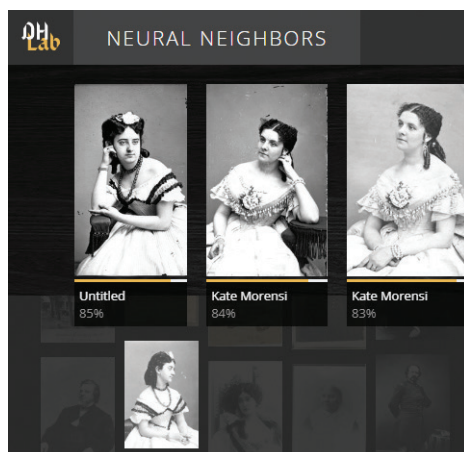 DH
Lab
NEURAL NEIGHBORS
Untitled
85%
Kate Morensi
84%
Kate Morensi
83%